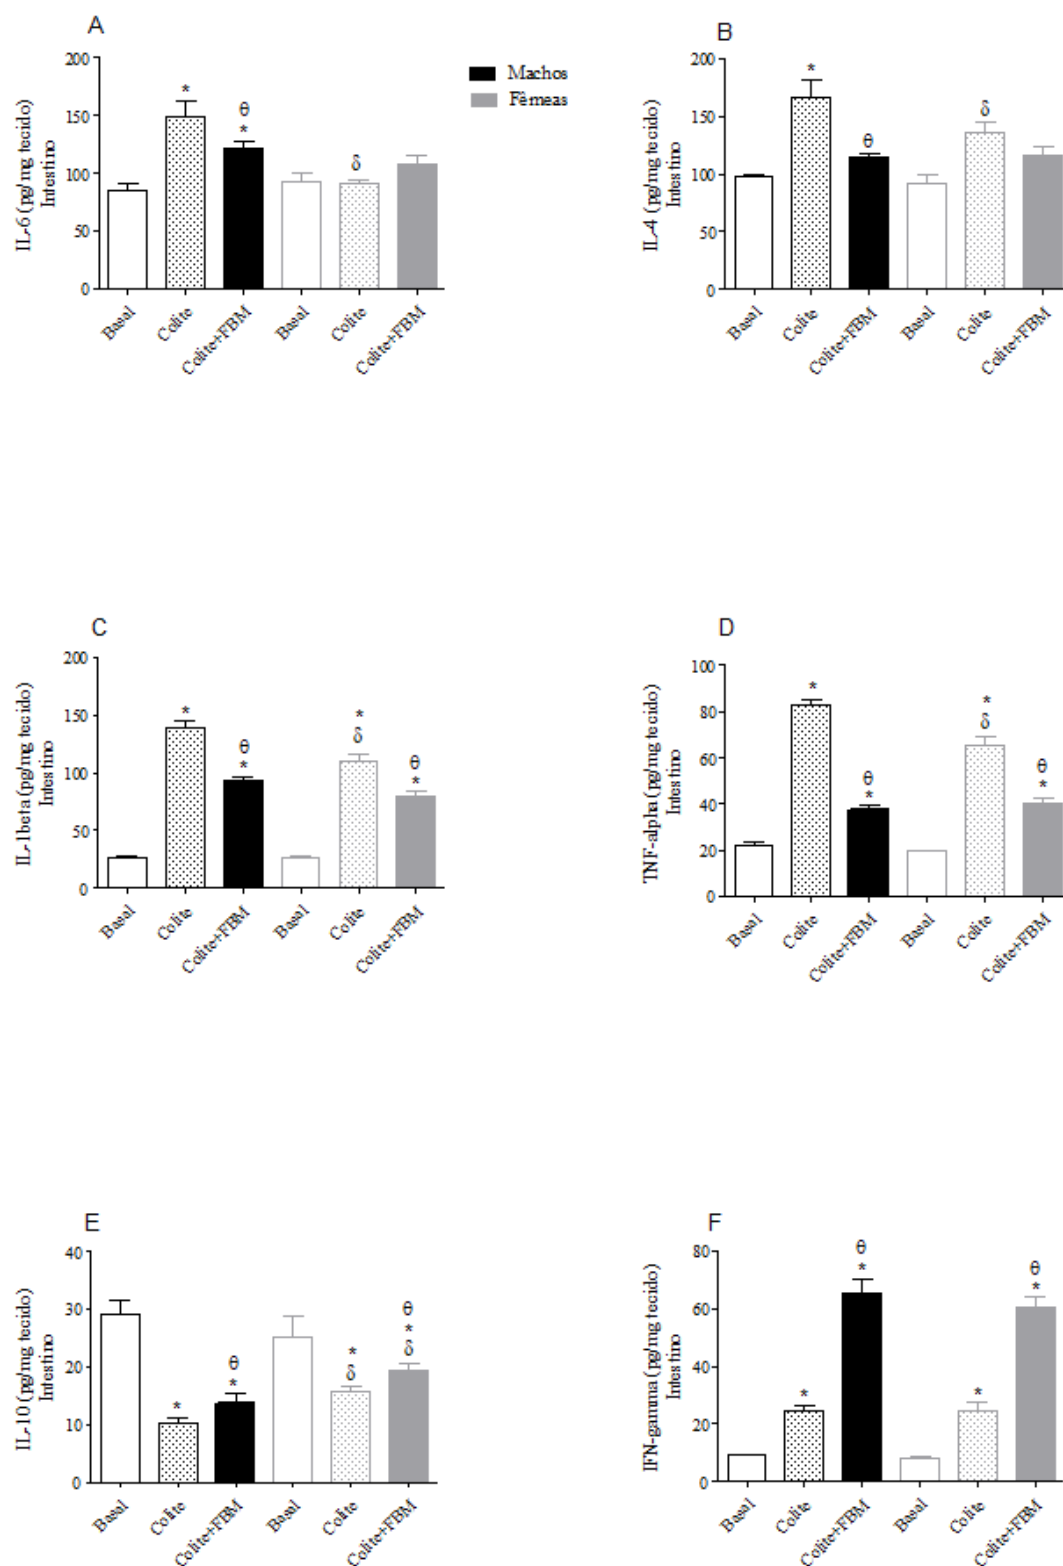 A
IL-6 (pg/mg tecido)
Intestino
200
150
100
50
0
*
θ
*
δ
Basal
Colite
Colite+FBM
Basal
Colite
Colite+FBM
Machos
Fêmeas
B
IL-4 (pg/mg tecido)
Intestino
200
150
100
50
0
*
θ
δ
Basal
Colite
Colite+FBM
Basal
Colite
Colite+FBM
C
IL-1beta (pg/mg tecido)
Intestino
200
150
100
50
0
*
θ
*
*
δ
θ
*
Basal
Colite
Colite+FBM
Basal
Colite
Colite+FBM
D
TNF-alpha (pg/mg tecido)
Intestino
100
80
60
40
20
0
*
θ
*
*
δ
θ
*
Basal
Colite
Colite+FBM
Basal
Colite
Colite+FBM
E
IL-10 (pg/mg tecido)
Intestino
40
30
20
10
0
*
θ
*
*
δ
θ
*
δ
Basal
Colite
Colite+FBM
Basal
Colite
Colite+FBM
F
IFN-gamma (pg/mg tecido)
Intestino
80
60
40
20
0
*
θ
*
*
θ
*
Basal
Colite
Colite+FBM
Basal
Colite
Colite+FBM